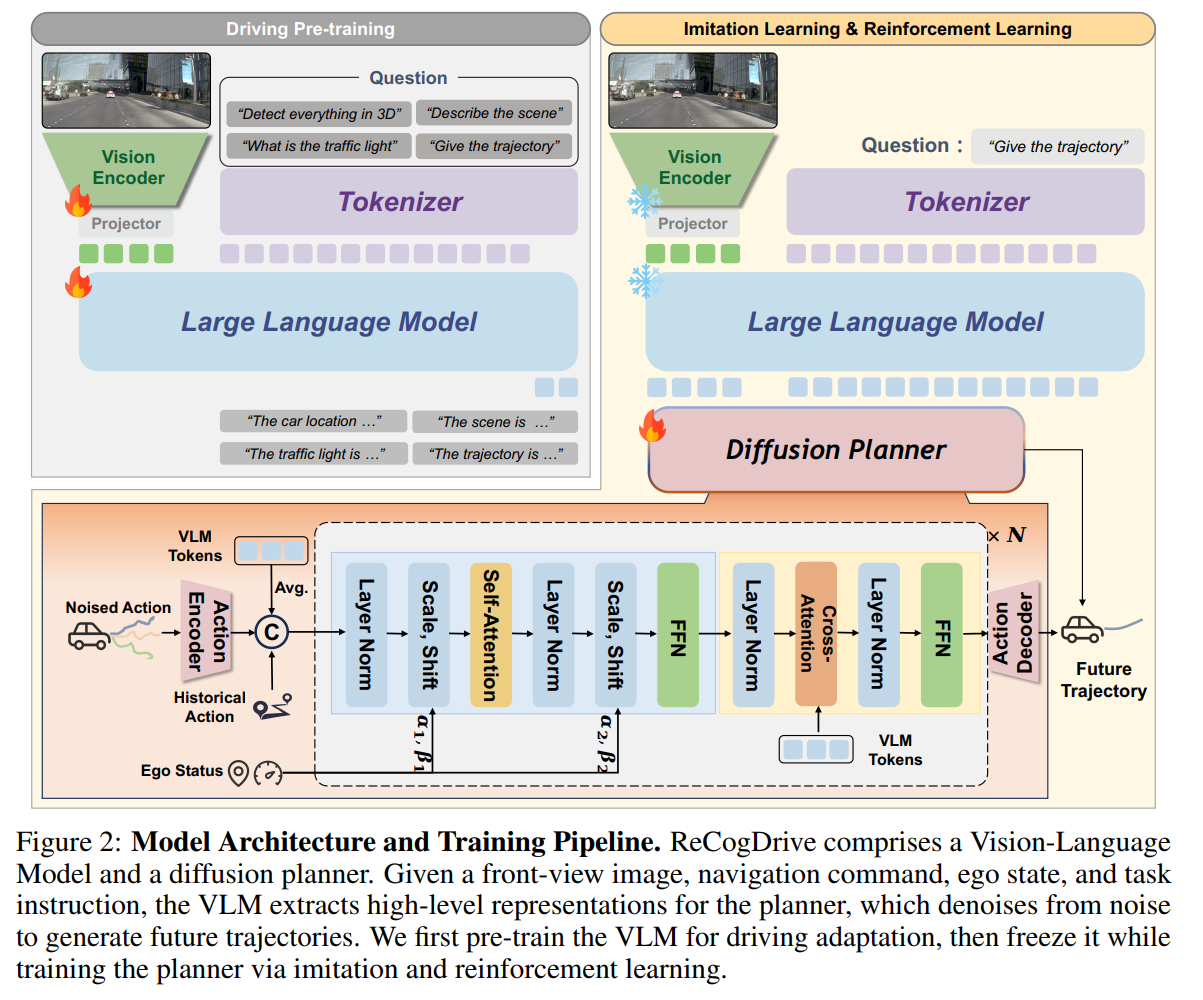 Driving Pre-training
Question
“Detect everything in 3D”
“Describe the scene”
“What is the traffic light”
“Give the trajectory”
Vision
Encoder
Projector
Tokenizer
Large Language Model
“The car location …”
“The scene is …”
“The traffic light is …”
“The trajectory is …”
Imitation Learning & Reinforcement Learning
Question :
“Give the trajectory”
Vision
Encoder
Projector
Tokenizer
Large Language Model
Diffusion Planner
VLM
Tokens
Avg.
Noised Action
Action
Encoder
C
Historical
Action
Ego Status
Layer Norm
Scale, Shift
α1, β1
Self-Attention
Layer Norm
Scale, Shift
α2, β2
FFN
Layer Norm
Cross-
Attention
VLM
Tokens
Layer Norm
FFN
× N
Action
Decoder
Future
Trajectory
Figure 2: Model Architecture and Training Pipeline. ReCogDrive comprises a Vision-Language
Model and a diffusion planner. Given a front-view image, navigation command, ego state, and task
instruction, the VLM extracts high-level representations for the planner, which denoises from noise
to generate future trajectories. We first pre-train the VLM for driving adaptation, then freeze it while
training the planner via imitation and reinforcement learning.